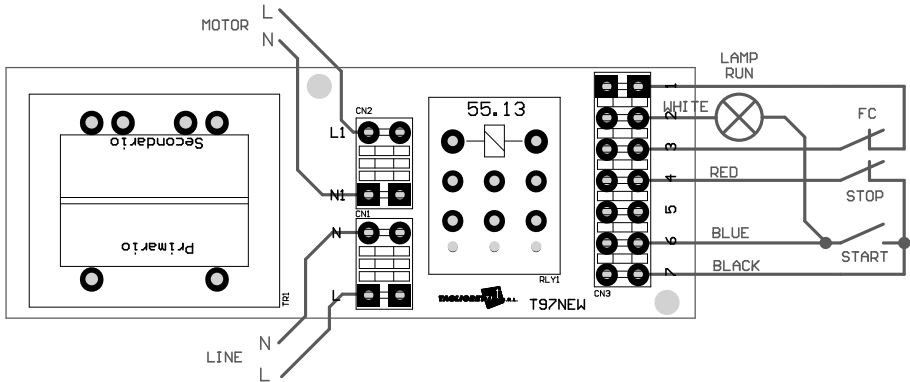 MOTOR
L
N
CN2
L1
N1
CN1
N
L
Secondario
Primario
TR1
55.13
RLY1
TAGLIORETTI S.R.L.
T97NEW
CN3
1
2
3
4
5
6
7
WHITE
LAMP
RUN
FC
RED
STOP
BLUE
START
BLACK
LINE
N
L